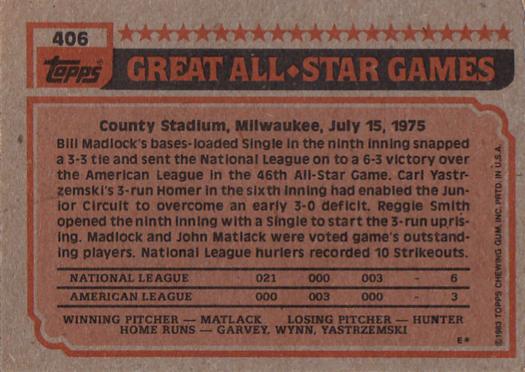 406
topps
GREAT ALL◆STAR GAMES
County Stadium, Milwaukee, July 15, 1975
Bill Madlock's bases-loaded Single in the ninth inning snapped
a 3-3 tie and sent the National League on to a 6-3 victory over
the American League in the 46th All-Star Game. Carl Yastr-
zemski's 3-run Homer in the sixth inning had enabled the Jun-
ior Circuit to overcome an early 3-0 deficit. Reggie Smith
opened the ninth inning with a Single to start the 3-run upris-
ing. Madlock and John Matlack were voted game's outstand-
ing players. National League hurlers recorded 10 Strikeouts.
NATIONAL LEAGUE 021 000 003 - 6
AMERICAN LEAGUE 000 003 000 - 3
WINNING PITCHER — MATLACK LOSING PITCHER — HUNTER
HOME RUNS — GARVEY, WYNN, YASTRZEMSKI
E*
©1983 TOPPS CHEWING GUM, INC. PRTD. IN U.S.A.